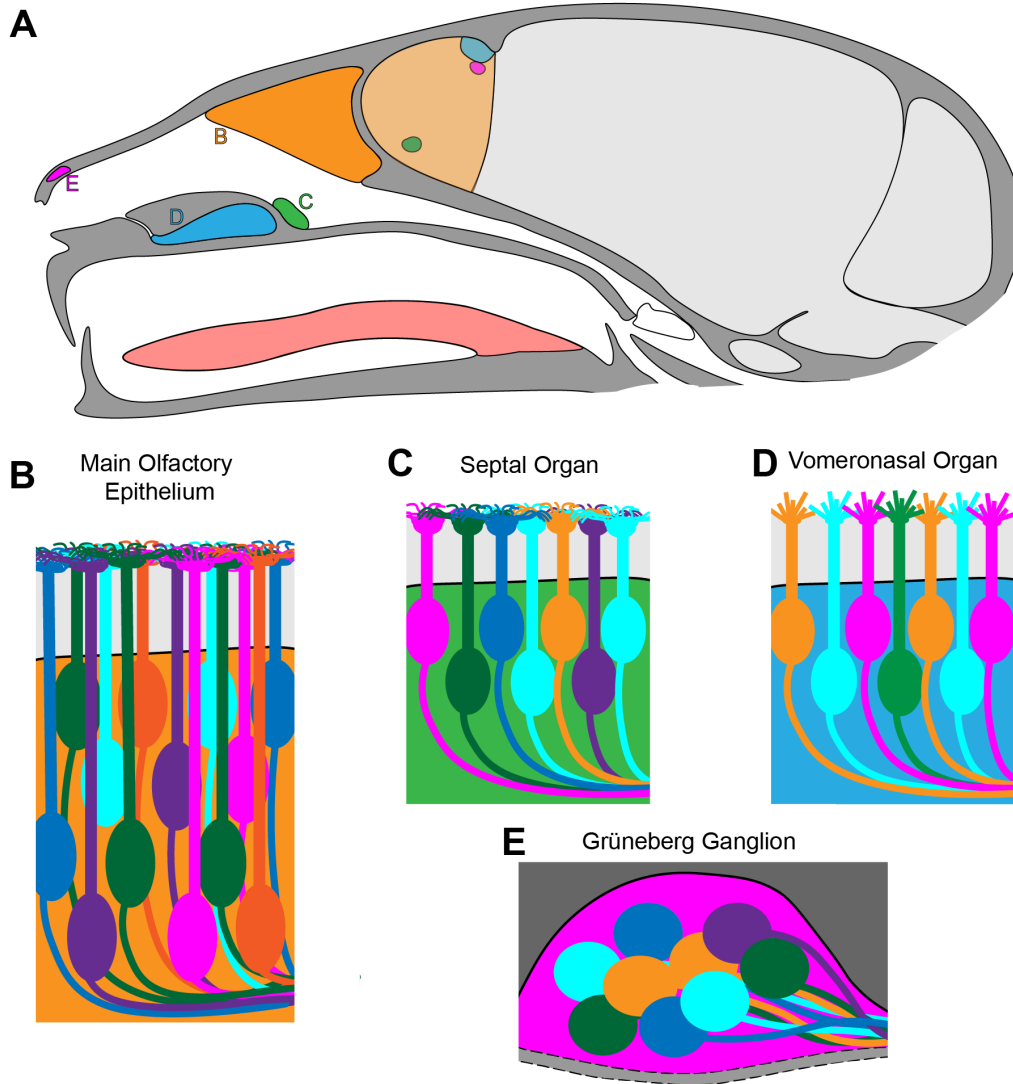 A
B
E
C
D
B
Main Olfactory
Epithelium
C
Septal Organ
D
Vomeronasal Organ
E
Grüneberg Ganglion